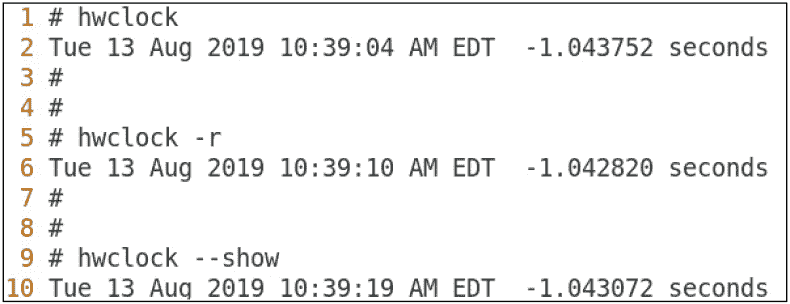 1 # hwclock
2 Tue 13 Aug 2019 10:39:04 AM EDT  -1.043752 seconds
3 #
4 #
5 # hwclock -r
6 Tue 13 Aug 2019 10:39:10 AM EDT  -1.042820 seconds
7 #
8 #
9 # hwclock --show
10 Tue 13 Aug 2019 10:39:19 AM EDT  -1.043072 seconds